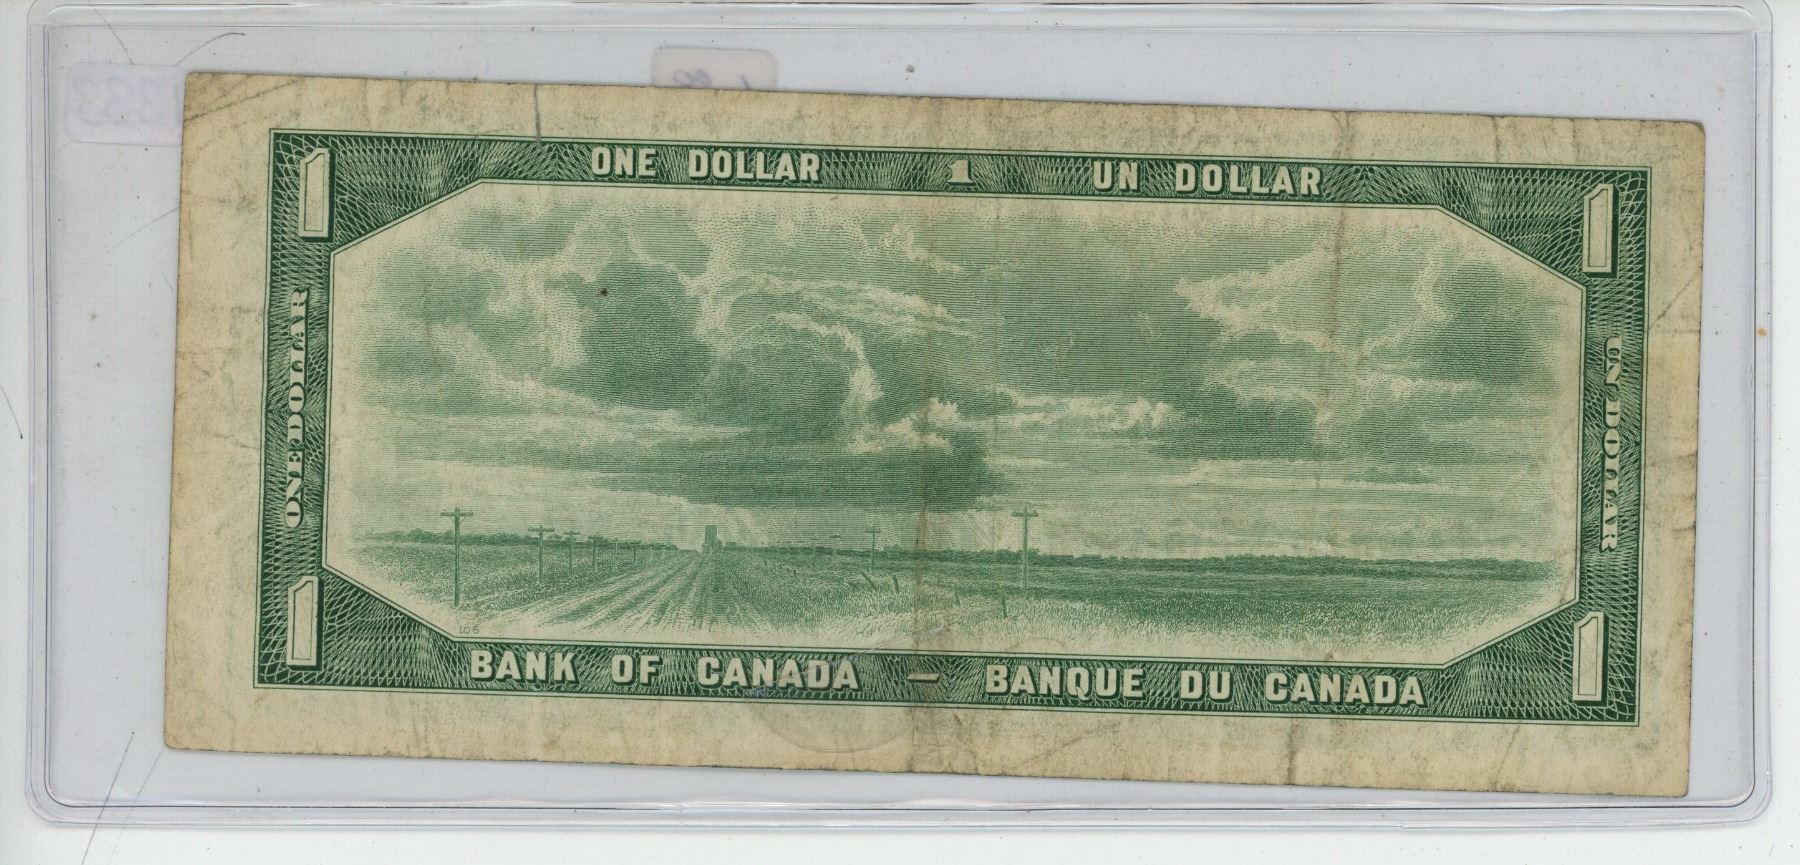 ONE DOLLAR 1 UN DOLLAR
1
1
ONE DOLLAR
UN DOLLAR
106
1
1
BANK OF CANADA – BANQUE DU CANADA